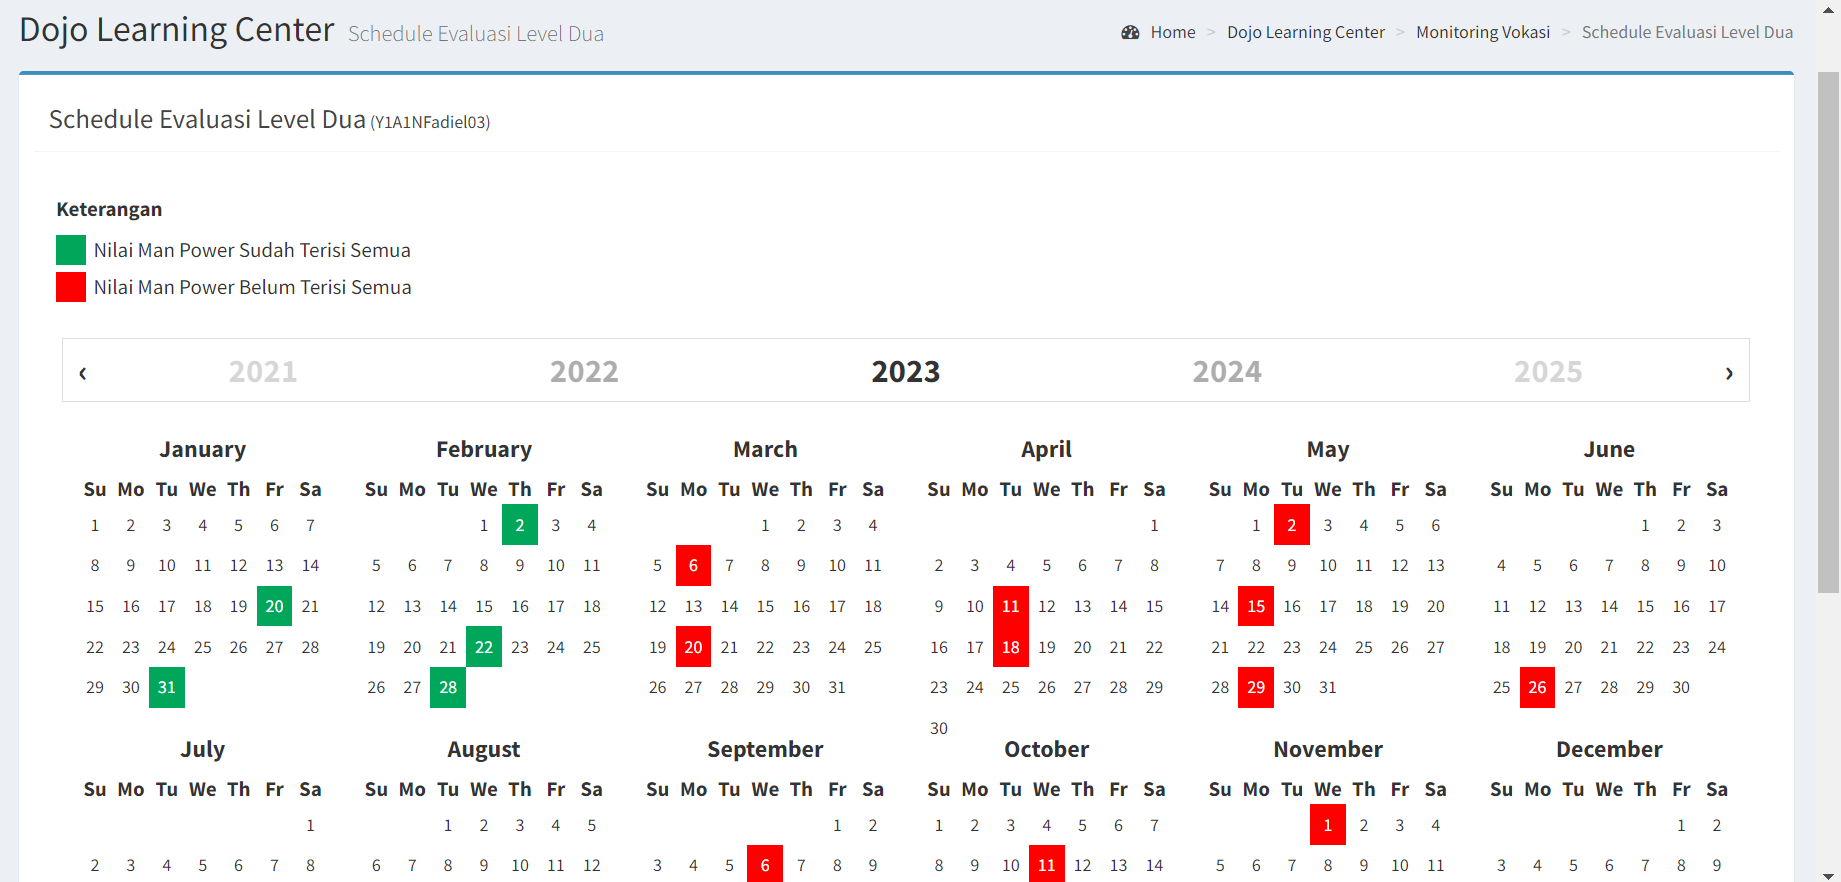 Dojo Learning Center Schedule Evaluasi Level Dua
Home > Dojo Learning Center > Monitoring Vokasi > Schedule Evaluasi Level Dua
Schedule Evaluasi Level Dua (Y1A1NFadiel03)
Keterangan
Nilai Man Power Sudah Terisi Semua
Nilai Man Power Belum Terisi Semua
‹ 2021 2022 2023 2024 2025 ›
January
Su Mo Tu We Th Fr Sa
1 2 3 4 5 6 7
8 9 10 11 12 13 14
15 16 17 18 19 20 21
22 23 24 25 26 27 28
29 30 31
February
Su Mo Tu We Th Fr Sa
1 2 3 4
5 6 7 8 9 10 11
12 13 14 15 16 17 18
19 20 21 22 23 24 25
26 27 28
March
Su Mo Tu We Th Fr Sa
1 2 3 4
5 6 7 8 9 10 11
12 13 14 15 16 17 18
19 20 21 22 23 24 25
26 27 28 29 30 31
April
Su Mo Tu We Th Fr Sa
1
2 3 4 5 6 7 8
9 10 11 12 13 14 15
16 17 18 19 20 21 22
23 24 25 26 27 28 29
30
May
Su Mo Tu We Th Fr Sa
1 2 3 4 5 6
7 8 9 10 11 12 13
14 15 16 17 18 19 20
21 22 23 24 25 26 27
28 29 30 31
June
Su Mo Tu We Th Fr Sa
1 2 3
4 5 6 7 8 9 10
11 12 13 14 15 16 17
18 19 20 21 22 23 24
25 26 27 28 29 30
July
Su Mo Tu We Th Fr Sa
1
2 3 4 5 6 7 8
August
Su Mo Tu We Th Fr Sa
1 2 3 4 5
6 7 8 9 10 11 12
September
Su Mo Tu We Th Fr Sa
1 2
3 4 5 6 7 8 9
October
Su Mo Tu We Th Fr Sa
1 2 3 4 5 6 7
8 9 10 11 12 13 14
November
Su Mo Tu We Th Fr Sa
1 2 3 4
5 6 7 8 9 10 11
December
Su Mo Tu We Th Fr Sa
1 2
3 4 5 6 7 8 9